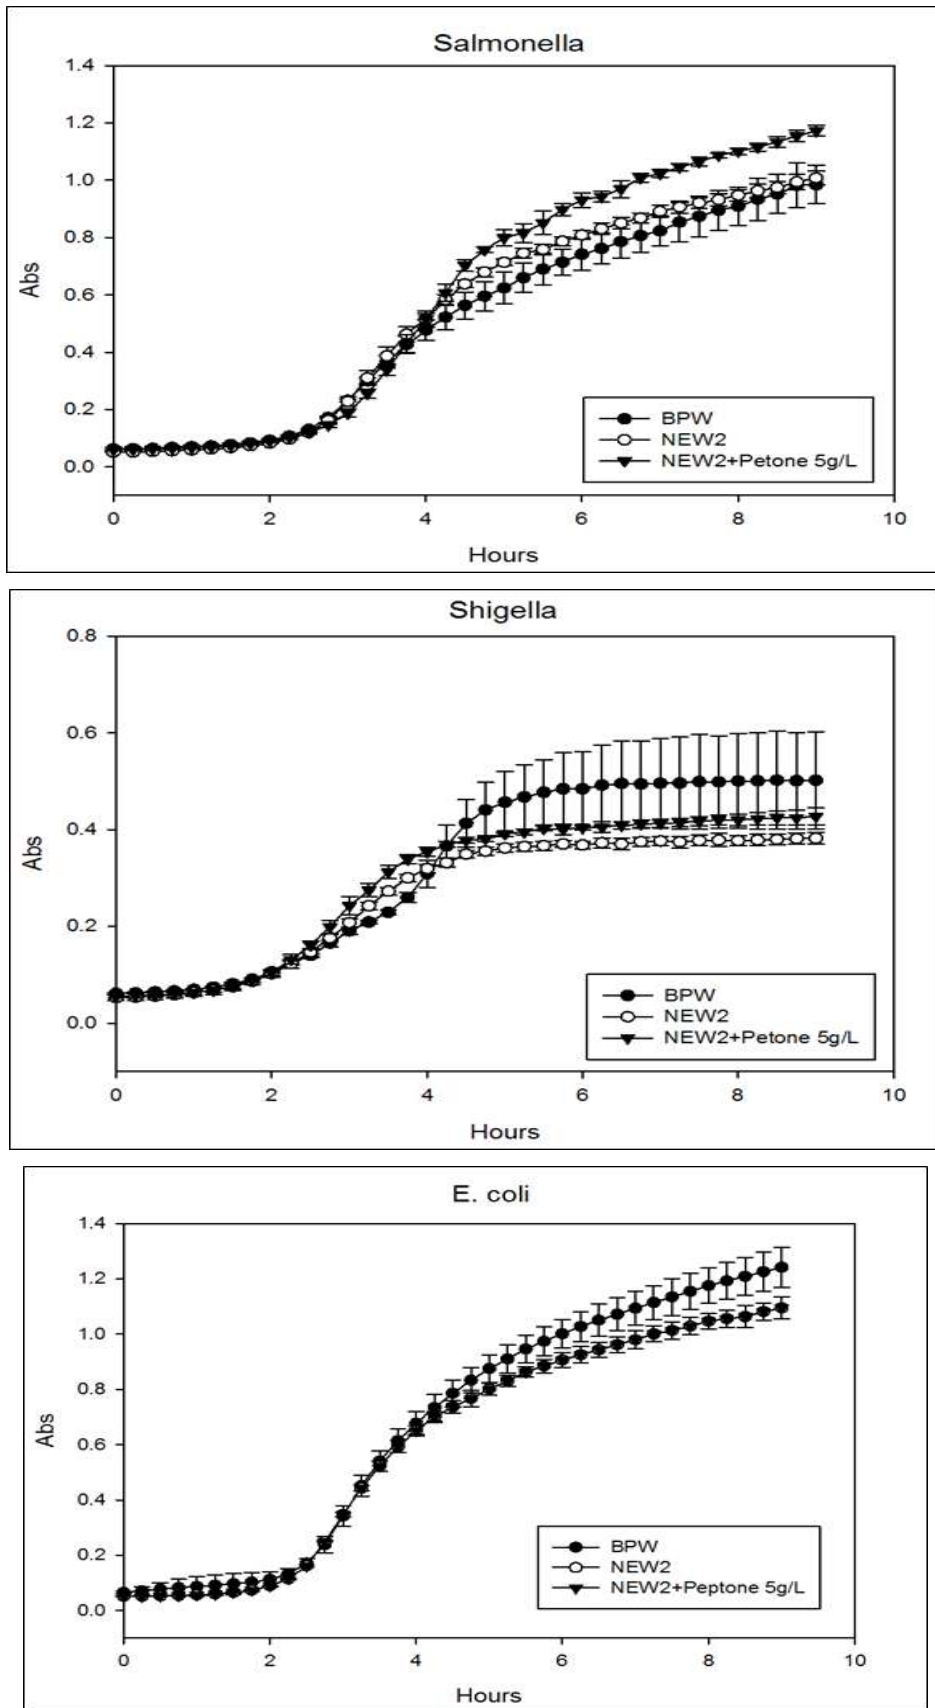 Salmonella
1.4
1.2
1.0
0.8
0.6
0.4
0.2
0.0
Abs
BPW
NEW2
NEW2+Petone 5g/L
0 2 4 6 8 10
Hours
Shigella
0.8
0.6
0.4
0.2
0.0
Abs
BPW
NEW2
NEW2+Petone 5g/L
0 2 4 6 8 10
Hours
E. coli
1.4
1.2
1.0
0.8
0.6
0.4
0.2
0.0
Abs
BPW
NEW2
NEW2+Peptone 5g/L
0 2 4 6 8 10
Hours